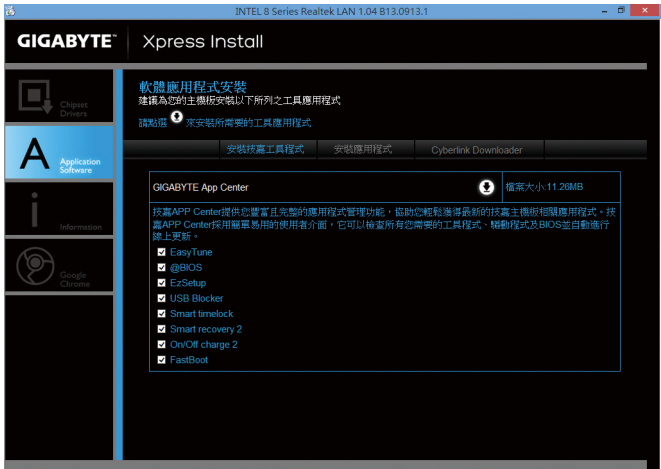 INTEL 8 Series Realtek LAN 1.04 B13.0913.1
GIGABYTE™
Xpress Install
Chipset
Drivers
Application
Software
Information
Google
Chrome
軟體應用程式安裝
建議為您的主機板安裝以下所列之工具應用程式
請點選 來安裝所需要的工具應用程式
安裝技嘉工具程式 安裝應用程式 Cyberlink Downloader
GIGABYTE App Center 檔案大小:11.26MB
技嘉APP Center提供您豐富且完整的應用程式管理功能，協助您輕鬆獲得最新的技嘉主機板相關應用程式。技
嘉APP Center採用簡單易用的使用者介面，它可以檢查所有您需要的工具程式、驅動程式及BIOS並自動進行
線上更新。
EasyTune
@BIOS
EzSetup
USB Blocker
Smart timelock
Smart recovery 2
On/Off charge 2
FastBoot